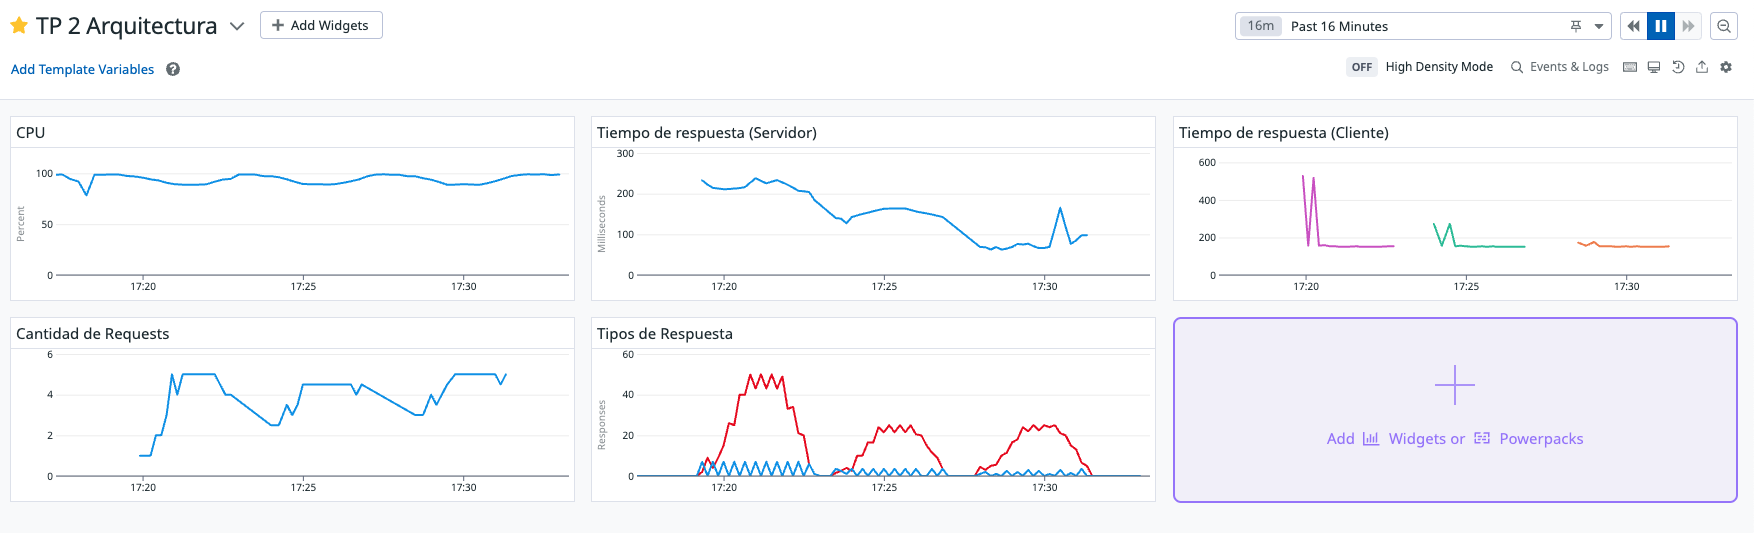 TP 2 Arquitectura
Add Widgets
16m Past 16 Minutes
Add Template Variables ?
OFF High Density Mode Events & Logs
CPU
Percent
100
50
0
17:20 17:25 17:30
Tiempo de respuesta (Servidor)
Milliseconds
300
200
100
0
17:20 17:25 17:30
Tiempo de respuesta (Cliente)
600
400
200
0
17:20 17:25 17:30
Cantidad de Requests
6
4
2
0
17:20 17:25 17:30
Tipos de Respuesta
Responses
60
40
20
0
17:20 17:25 17:30
Add Widgets or Powerpacks